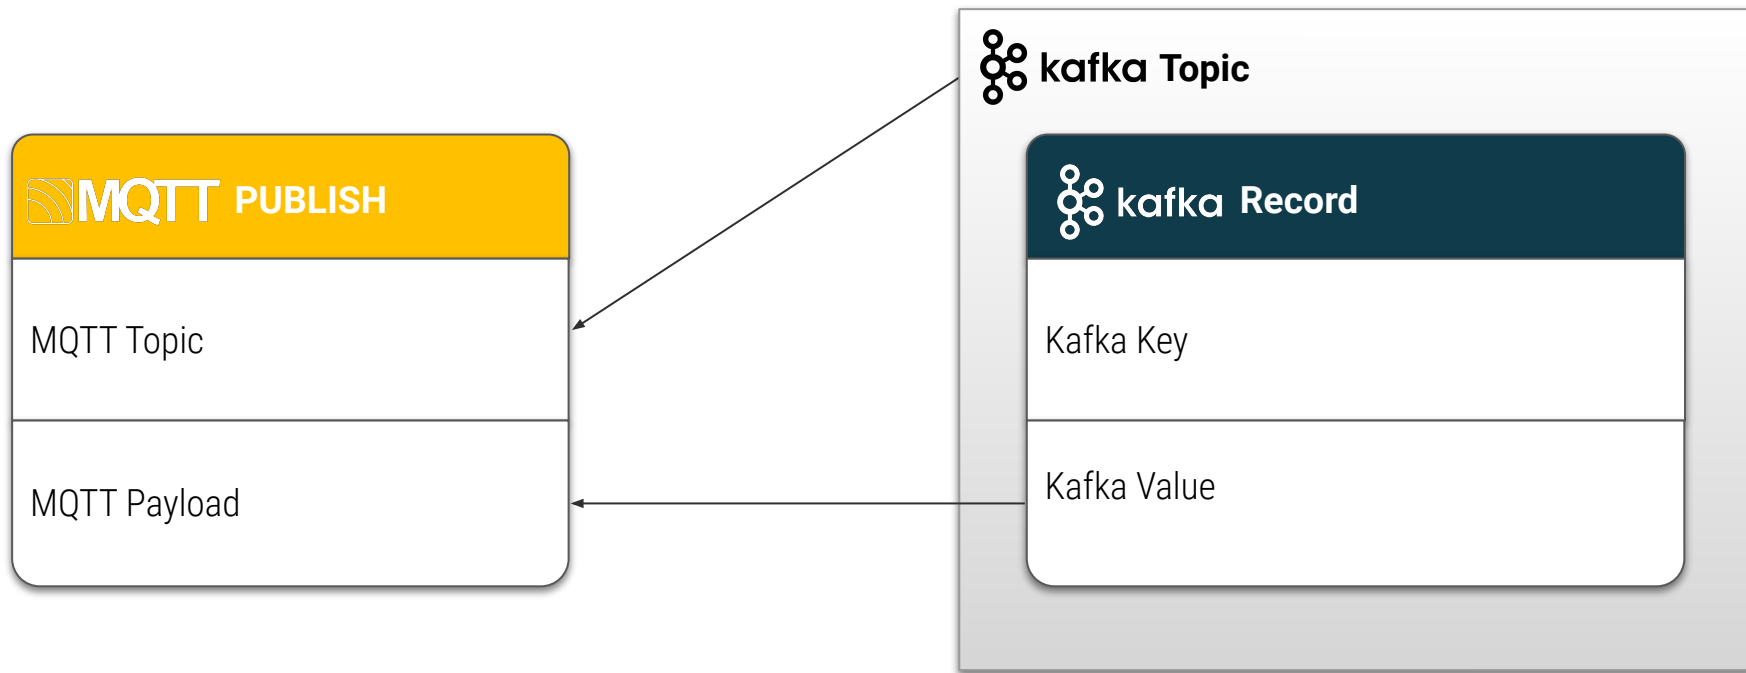 kafka Topic
MQTT PUBLISH
kafka Record
MQTT Topic
Kafka Key
MQTT Payload
Kafka Value